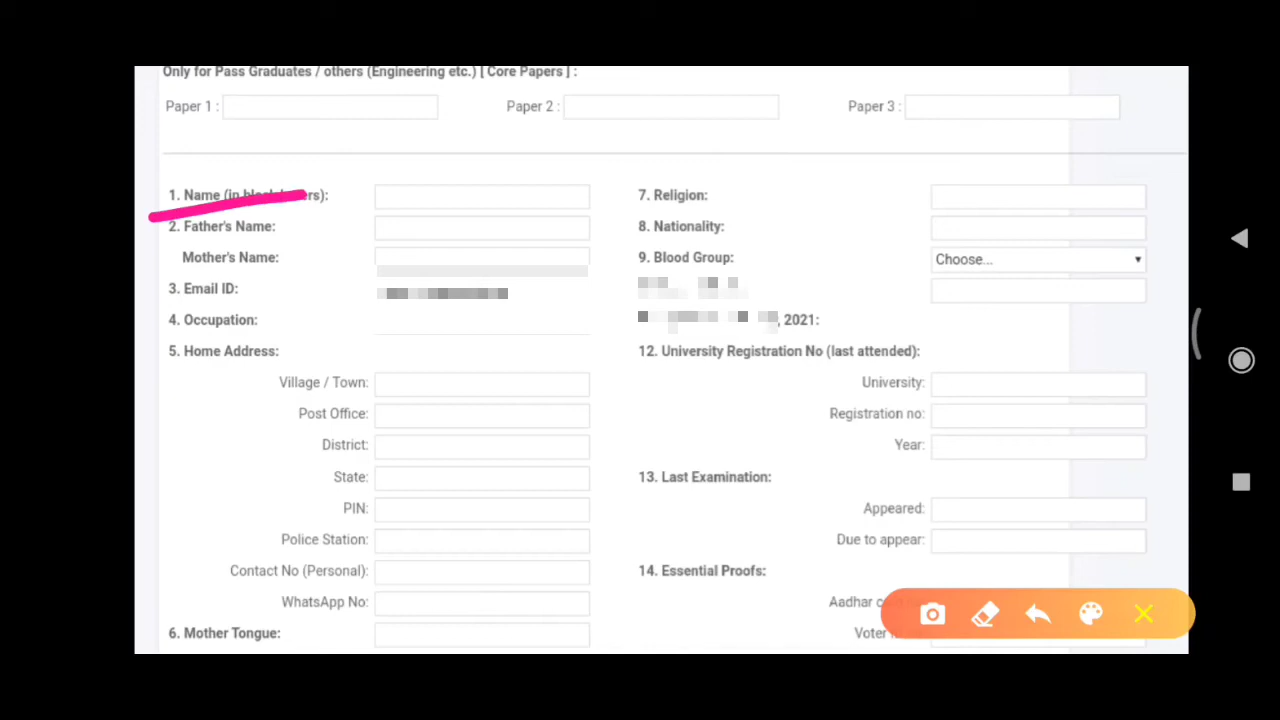 Only for Pass Graduates / others (Engineering etc.) [ Core Papers ] :
Paper 1 :
Paper 2 :
Paper 3 :
1. Name (in
rs):
2. Father's Name:
Mother's Name:
3. Email ID:
4. Occupation:
5. Home Address:
Village / Town:
Post Office:
District:
State:
PIN:
Police Station:
Contact No (Personal):
WhatsApp No:
6. Mother Tongue:
7. Religion:
8. Nationality:
9. Blood Group:
Choose...
, 2021:
12. University Registration No (last attended):
University:
Registration no:
Year:
13. Last Examination:
Appeared:
Due to appear:
14. Essential Proofs:
Aadhar
Voter